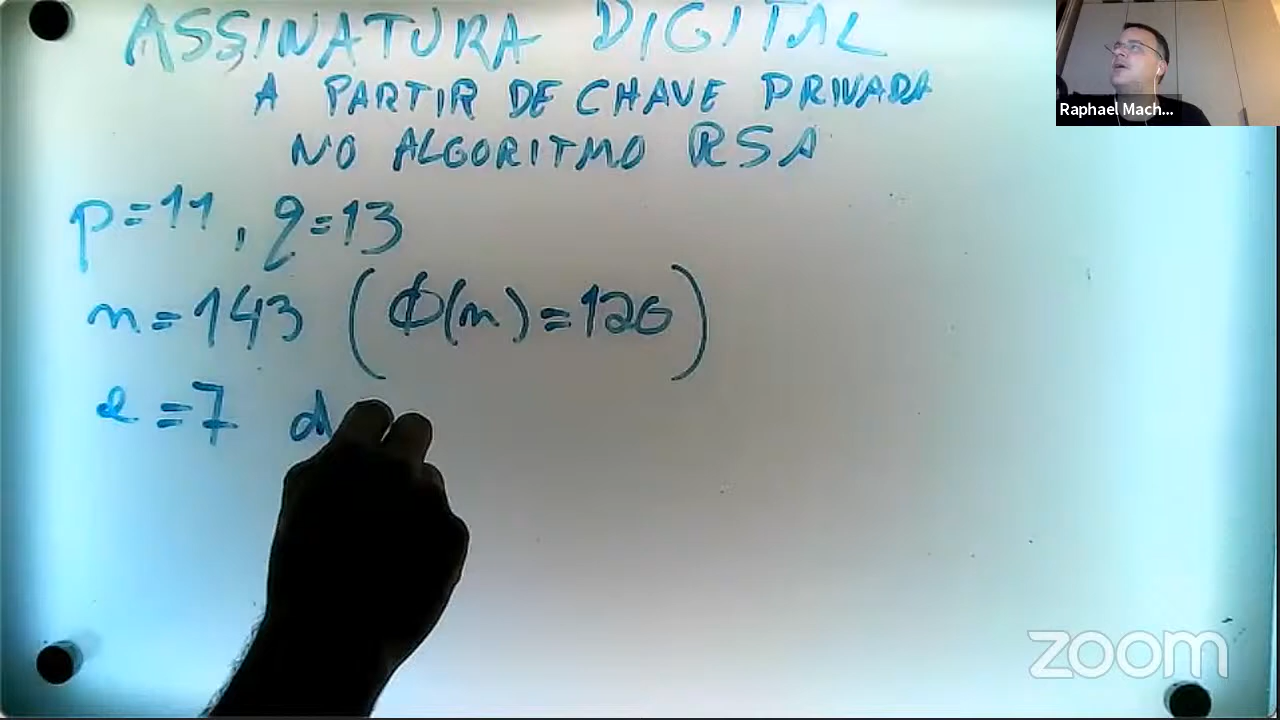 ASSINATURA DIGITAL
A PARTIR DE CHAVE PRIVADA
NO ALGORITMO RSA
p=11, q=13
n=143 (ϕ(n)=120)
e=7 d
Raphael Mach...
zoom